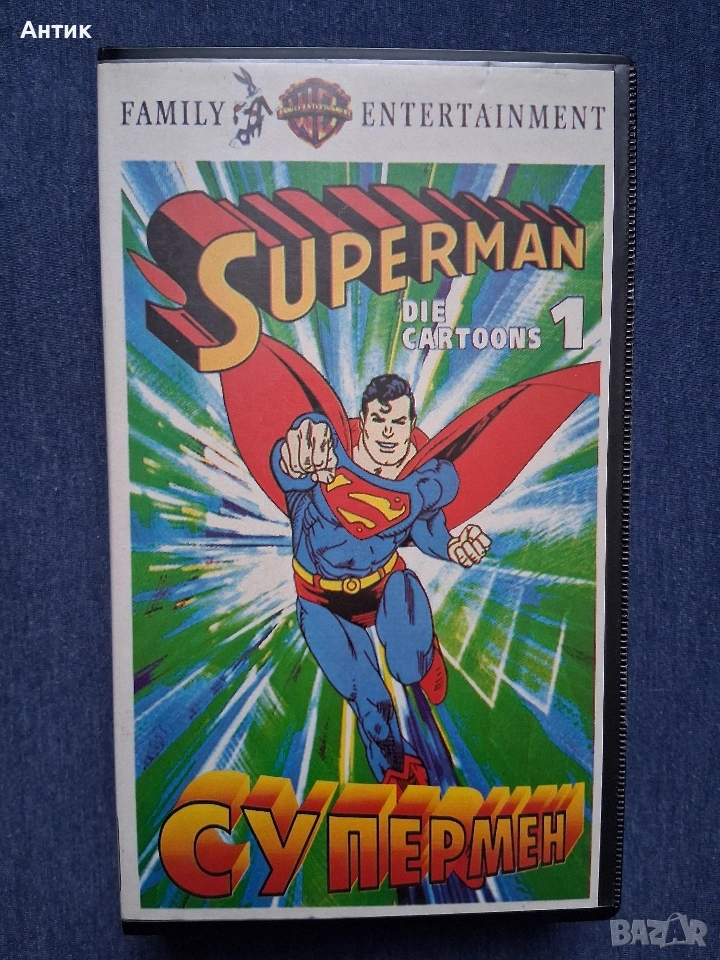 Антик
FAMILY ENTERTAINMENT
SUPERMAN
DIE
CARTOONS 1
СУПЕРМЕН
BAZAR